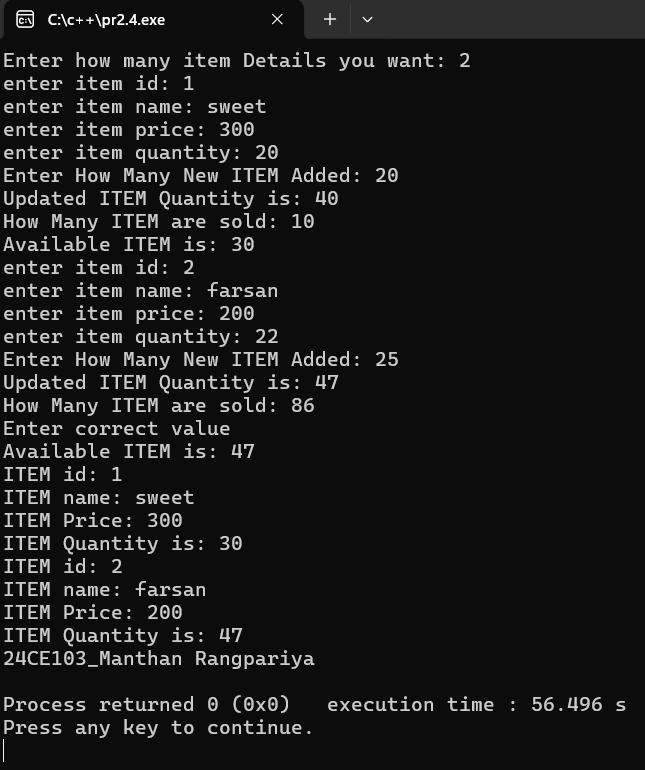 C:\c++\pr2.4.exe
Enter how many item Details you want: 2
enter item id: 1
enter item name: sweet
enter item price: 300
enter item quantity: 20
Enter How Many New ITEM Added: 20
Updated ITEM Quantity is: 40
How Many ITEM are sold: 10
Available ITEM is: 30
enter item id: 2
enter item name: farsan
enter item price: 200
enter item quantity: 22
Enter How Many New ITEM Added: 25
Updated ITEM Quantity is: 47
How Many ITEM are sold: 86
Enter correct value
Available ITEM is: 47
ITEM id: 1
ITEM name: sweet
ITEM Price: 300
ITEM Quantity is: 30
ITEM id: 2
ITEM name: farsan
ITEM Price: 200
ITEM Quantity is: 47
24CE103_Manthan Rangpariya
Process returned 0 (0x0)   execution time : 56.496 s
Press any key to continue.